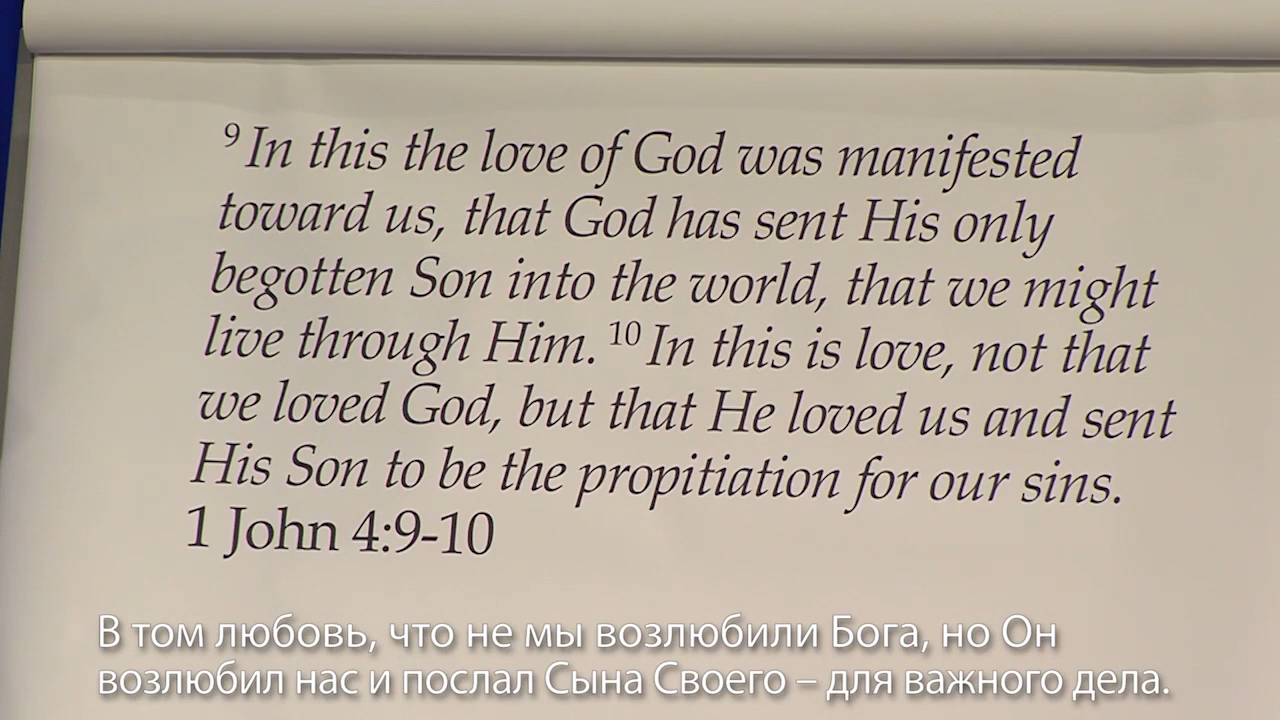 ⁹ In this the love of God was manifested
toward us, that God has sent His only
begotten Son into the world, that we might
live through Him. ¹⁰ In this is love, not that
we loved God, but that He loved us and sent
His Son to be the propitiation for our sins.
1 John 4:9-10
В том любовь, что не мы возлюбили Бога, но Он
возлюбил нас и послал Сына Своего – для важного дела.